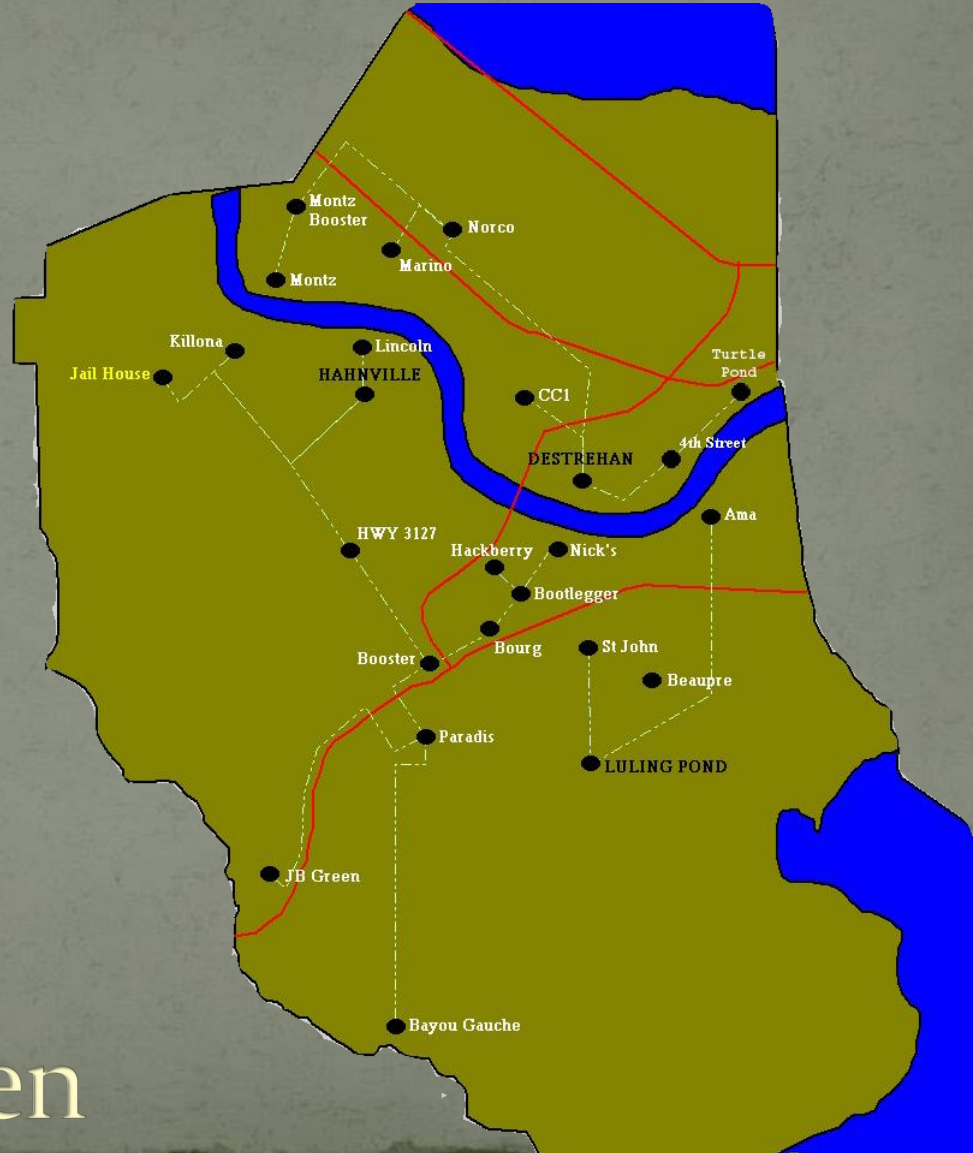 Montz
Booster
Norco
Marino
Montz
Killona
Lincoln
Jail House
HAHNVILLE
Turtle
Pond
CC1
4th Street
DESTREHAN
Ama
HWY 3127
Hackberry
Nick's
Bootlegger
Bourg
St John
Booster
Beaupre
Paradis
LULING POND
JB Green
Bayou Gauche
en